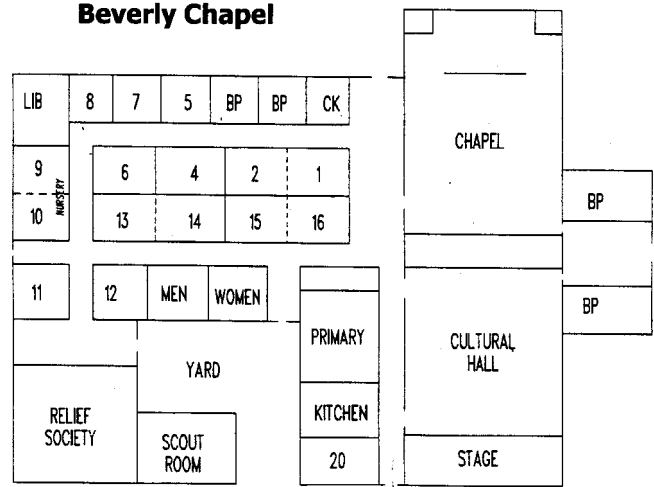 Beverly Chapel
LIB 8 7 5 BP BP CK
CHAPEL
9 6 4 2 1
NURSERY
BP
10 13 14 15 16
11 12 MEN WOMEN
BP
PRIMARY
CULTURAL
HALL
YARD
RELIEF
SOCIETY
KITCHEN
SCOUT
ROOM
20
STAGE